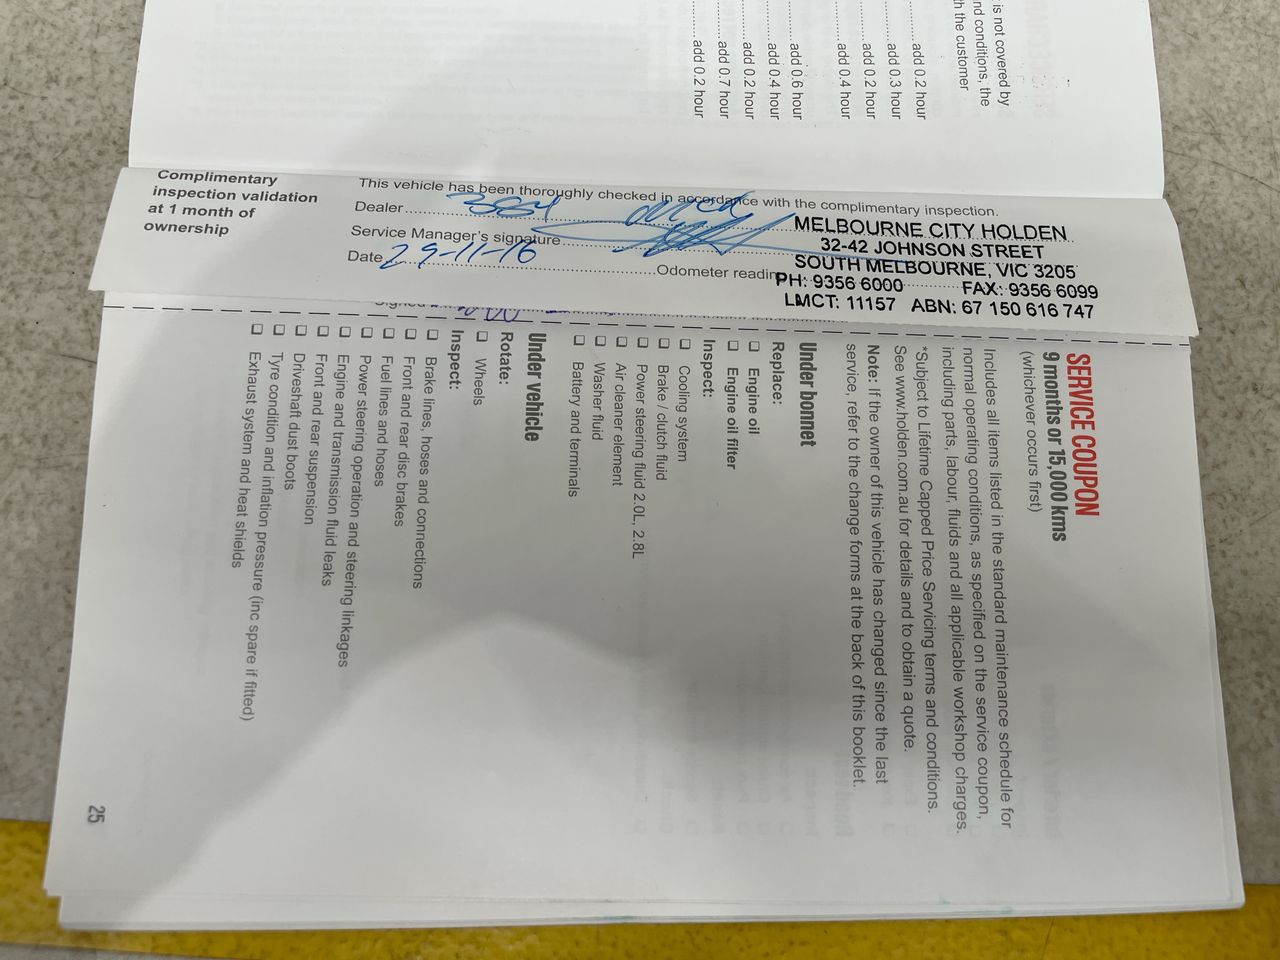 is not covered by
nd conditions, the
h the customer
add 0.2 hour
add 0.3 hour
add 0.2 hour
add 0.4 hour
add 0.6 hour
add 0.4 hour
add 0.2 hour
add 0.7 hour
add 0.2 hour
Complimentary
inspection validation
at 1 month of
ownership
This vehicle has been thoroughly checked in accordance with the complimentary inspection.
Dealer
Service Manager's signature
Date 29-11-16 Odometer readin
MELBOURNE CITY HOLDEN
32-42 JOHNSON STREET
SOUTH MELBOURNE, VIC 3205
PH: 9356 6000 FAX: 9356 6099
LMCT: 11157 ABN: 67 150 616 747
SERVICE COUPON
9 months or 15,000 kms
(whichever occurs first)
Includes all items listed in the standard maintenance schedule for
normal operating conditions, as specified on the service coupon,
including parts, labour, fluids and all applicable workshop charges.
*Subject to Lifetime Capped Price Servicing terms and conditions.
See www.holden.com.au for details and to obtain a quote.
Note: If the owner of this vehicle has changed since the last
service, refer to the change forms at the back of this booklet.
Under bonnet
Replace:
Engine oil
Engine oil filter
Inspect:
Cooling system
Brake / clutch fluid
Power steering fluid 2.0L, 2.8L
Air cleaner element
Washer fluid
Battery and terminals
Under vehicle
Rotate:
Wheels
Inspect:
Brake lines, hoses and connections
Front and rear disc brakes
Fuel lines and hoses
Power steering operation and steering linkages
Engine and transmission fluid leaks
Front and rear suspension
Driveshaft dust boots
Tyre condition and inflation pressure (inc spare if fitted)
Exhaust system and heat shields
25